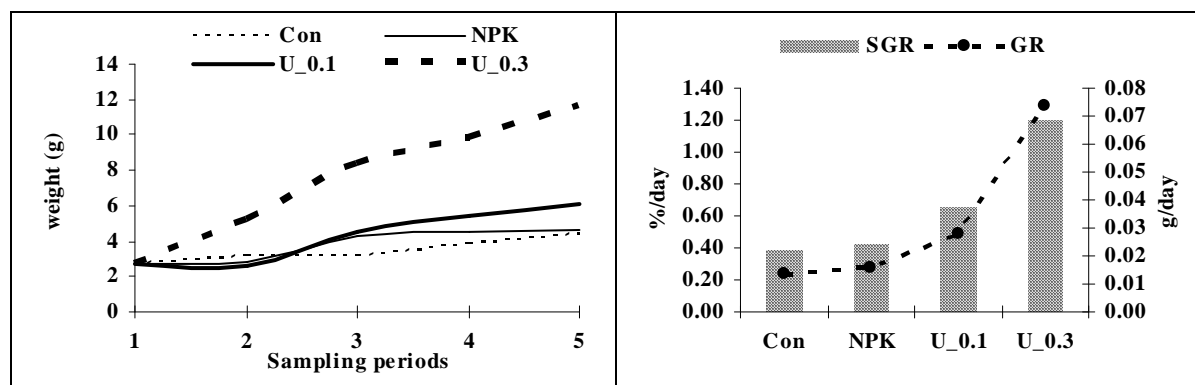 Con NPK
U_0.1 U_0.3
14
12
10
8
6
4
2
0
weight (g)
1 2 3 4 5
Sampling periods
SGR GR
1.40
1.20
1.00
0.80
0.60
0.40
0.20
0.00
%/day
0.08
0.07
0.06
0.05
0.04
0.03
0.02
0.01
0.00
g/day
Con NPK U_0.1 U_0.3